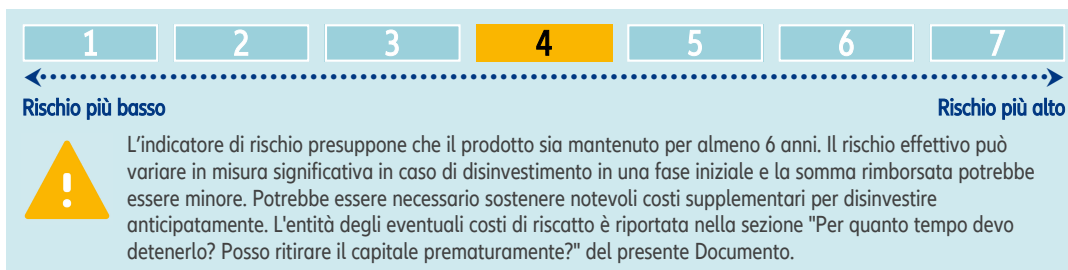 1 2 3 4 5 6 7
Rischio più basso Rischio più alto
L'indicatore di rischio presuppone che il prodotto sia mantenuto per almeno 6 anni. Il rischio effettivo può
variare in misura significativa in caso di disinvestimento in una fase iniziale e la somma rimborsata potrebbe
essere minore. Potrebbe essere necessario sostenere notevoli costi supplementari per disinvestire
anticipatamente. L'entità degli eventuali costi di riscatto è riportata nella sezione "Per quanto tempo devo
detenerlo? Posso ritirare il capitale prematuramente?" del presente Documento.